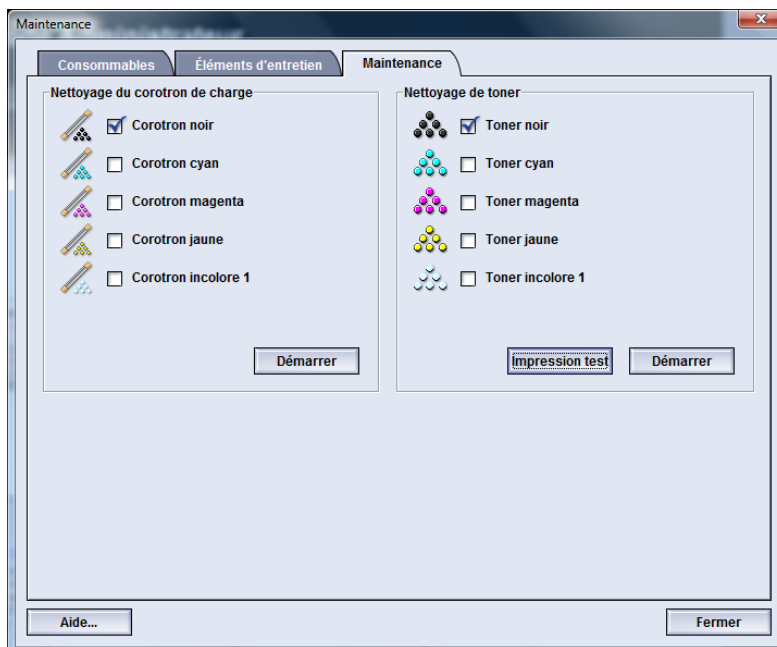 Maintenance
Consommables
Éléments d'entretien
Maintenance
Nettoyage du corotron de charge
Corotron noir
Corotron cyan
Corotron magenta
Corotron jaune
Corotron incolore 1
Démarrer
Nettoyage de toner
Toner noir
Toner cyan
Toner magenta
Toner jaune
Toner incolore 1
Impression test
Démarrer
Aide...
Fermer